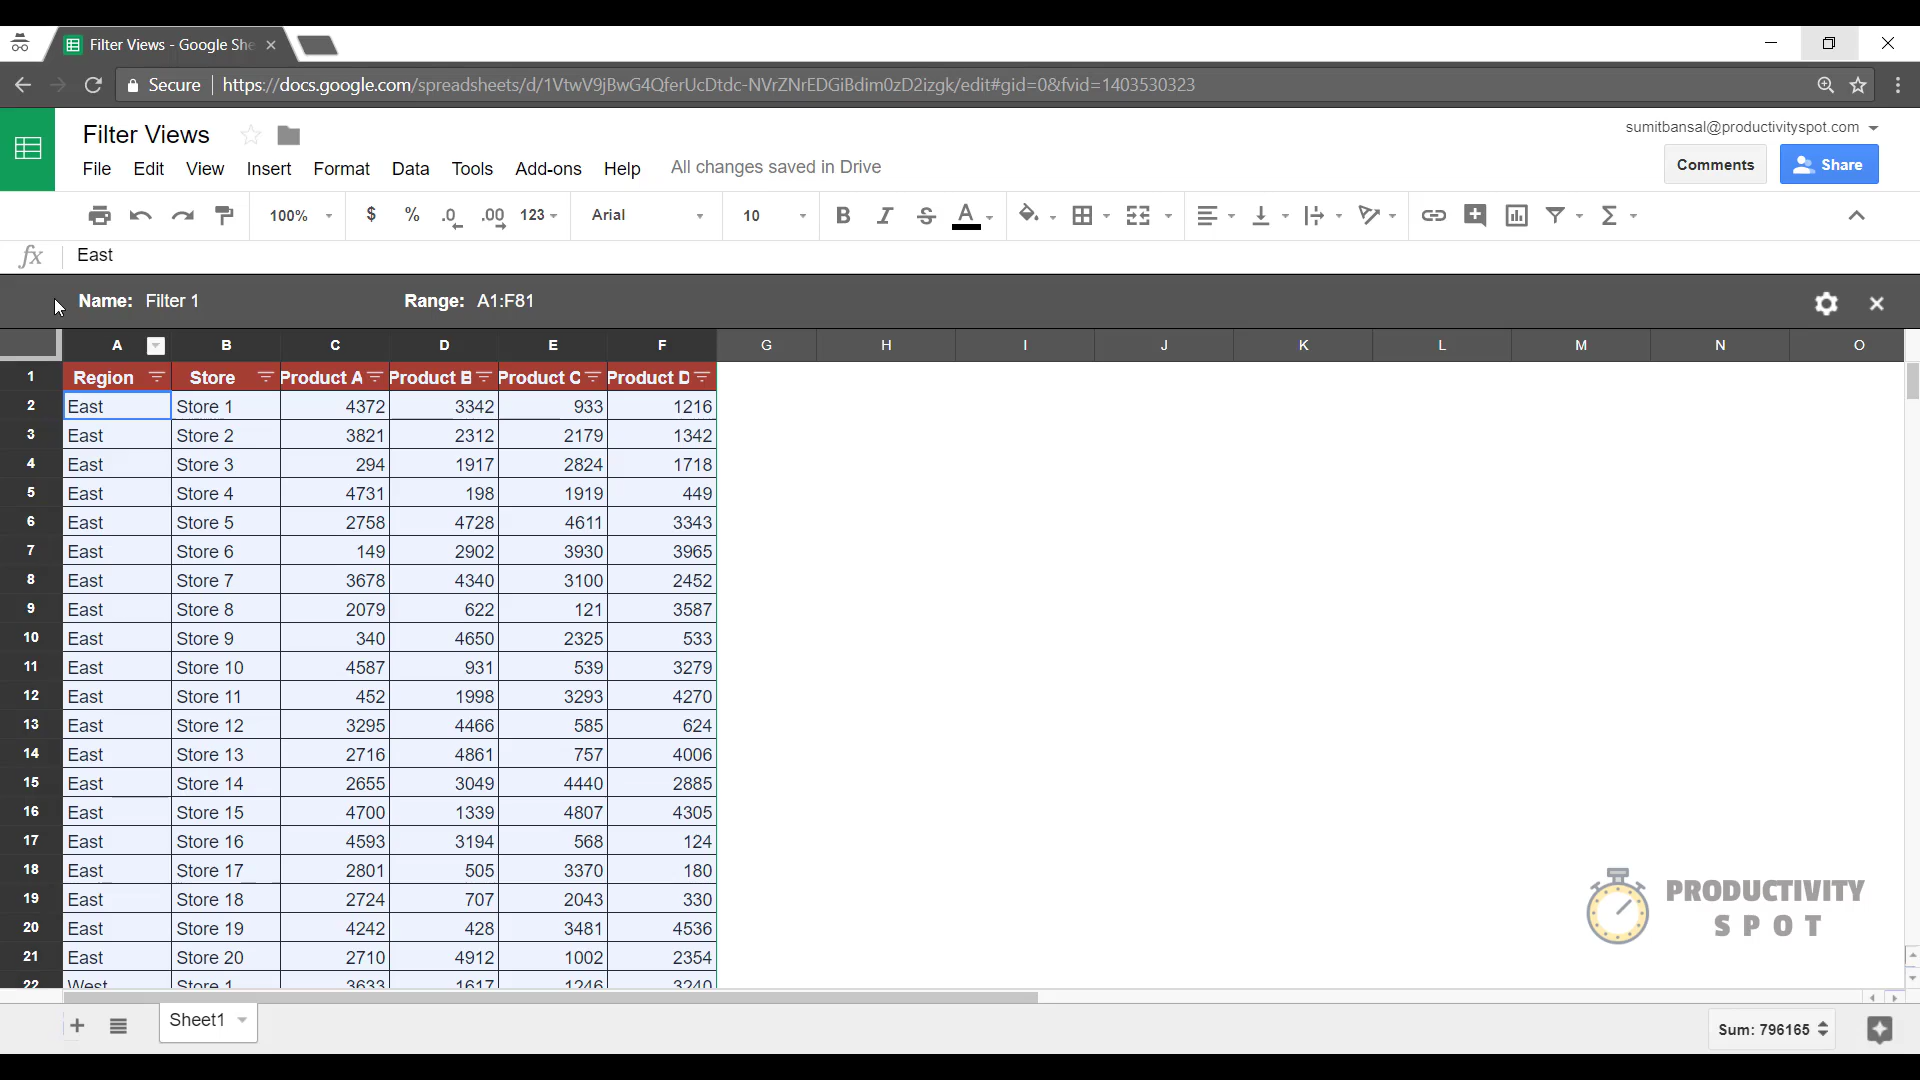 Filter Views - Google She
Secure https://docs.google.com/spreadsheets/d/1VtwV9jBwG4QferUcDtdc-NVrZNrEDGiBdim0zD2izgk/edit#gid=0&fvid=1403530323
Filter Views
sumitbansal@productivityspot.com
File Edit View Insert Format Data Tools Add-ons Help All changes saved in Drive
Comments Share
100% $ % .0 .00 123 Arial 10 B I S A Σ
fx East
Name: Filter 1 Range: A1:F81
A B C D E F G H I J K L M N O
1 Region Store Product A Product B Product C Product D
2 East Store 1 4372 3342 933 1216
3 East Store 2 3821 2312 2179 1342
4 East Store 3 294 1917 2824 1718
5 East Store 4 4731 198 1919 449
6 East Store 5 2758 4728 4611 3343
7 East Store 6 149 2902 3930 3965
8 East Store 7 3678 4340 3100 2452
9 East Store 8 2079 622 121 3587
10 East Store 9 340 4650 2325 533
11 East Store 10 4587 931 539 3279
12 East Store 11 452 1998 3293 4270
13 East Store 12 3295 4466 585 624
14 East Store 13 2716 4861 757 4006
15 East Store 14 2655 3049 4440 2885
16 East Store 15 4700 1339 4807 4305
17 East Store 16 4593 3194 568 124
18 East Store 17 2801 505 3370 180
19 East Store 18 2724 707 2043 330
20 East Store 19 4242 428 3481 4536
21 East Store 20 2710 4912 1002 2354
22 West Store 1 3633 1617 1246 3240
PRODUCTIVITY
SPOT
Sheet1
Sum: 796165